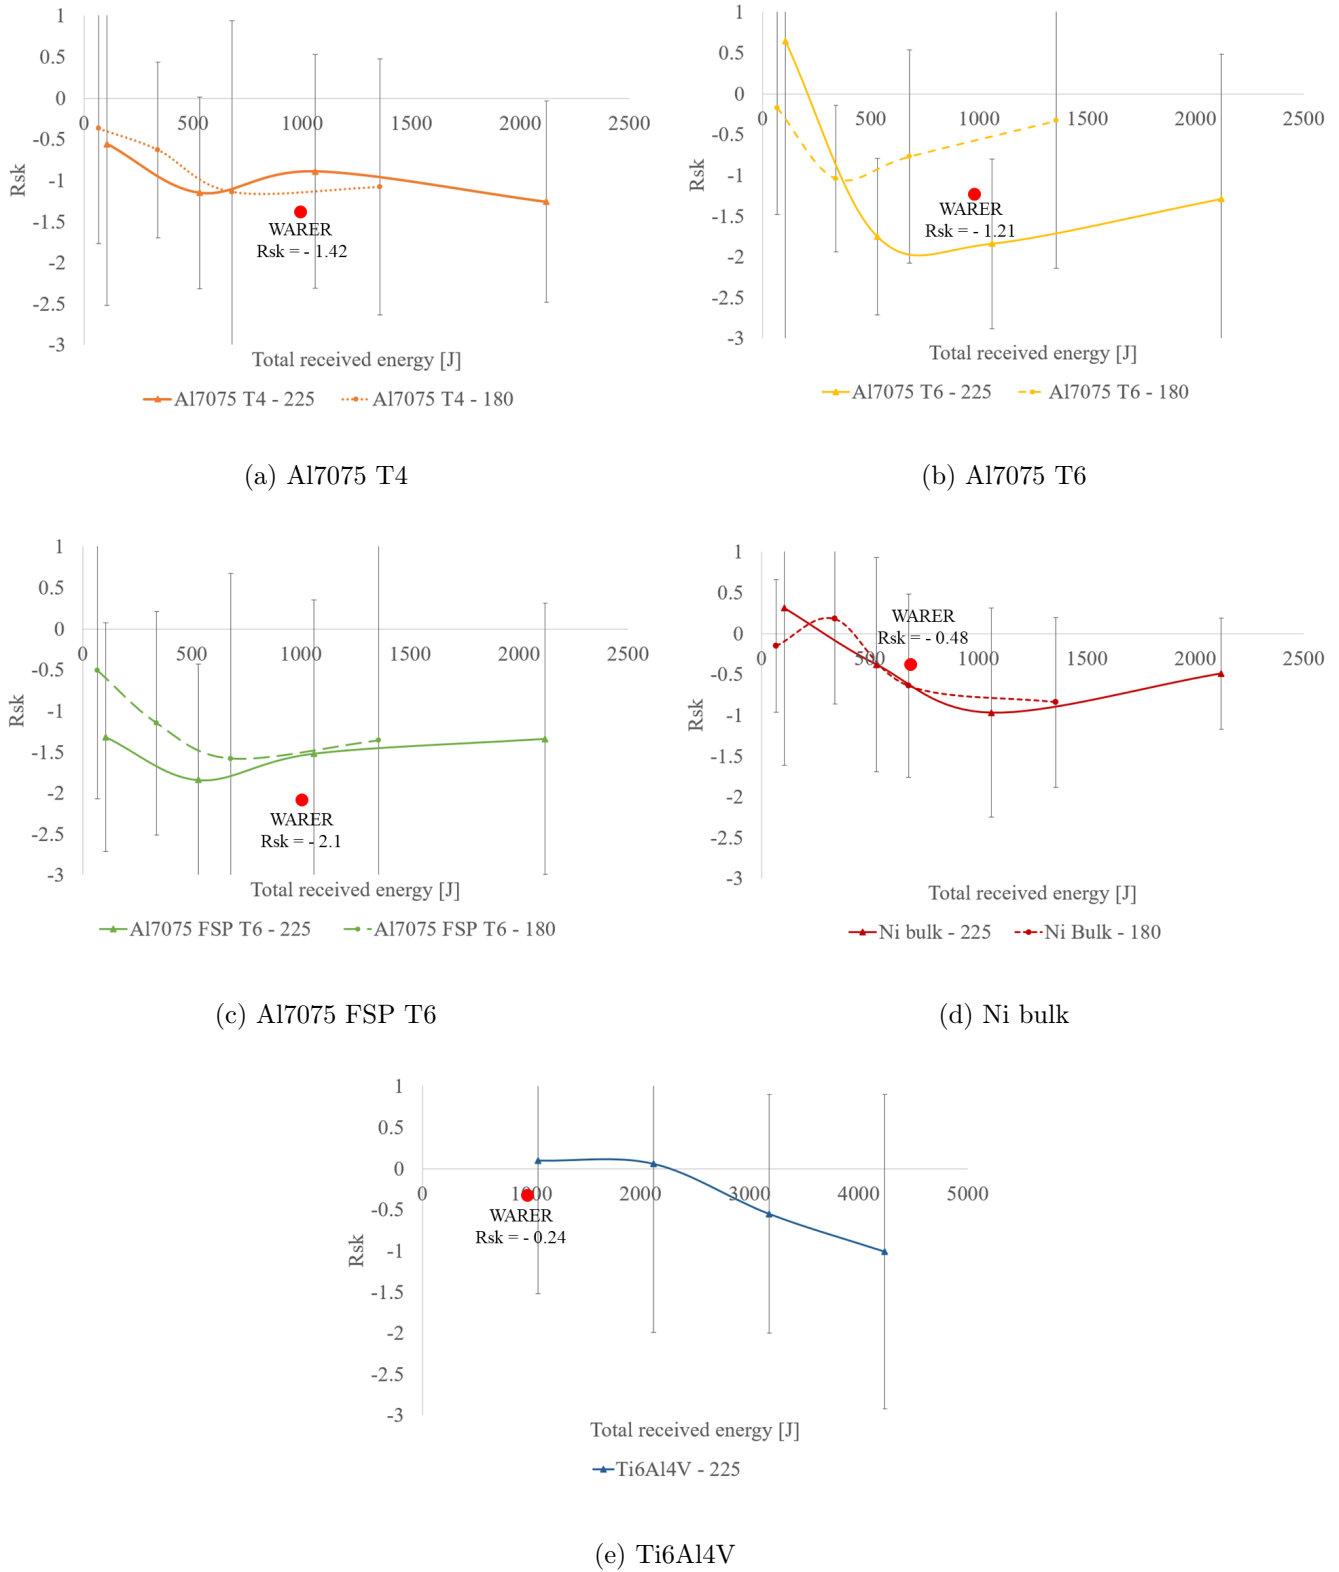 1
0.5
0
0 500 1000 1500 2000 2500
-0.5
-1
-1.5
-2
-2.5
-3
Rsk
WARER
Rsk = - 1.42
Total received energy [J]
Al7075 T4 - 225 Al7075 T4 - 180
(a) Al7075 T4
1
0.5
0
0 500 1000 1500 2000 2500
-0.5
-1
-1.5
-2
-2.5
-3
Rsk
WARER
Rsk = - 1.21
Total received energy [J]
Al7075 T6 - 225 Al7075 T6 - 180
(b) Al7075 T6
1
0.5
0
0 500 1000 1500 2000 2500
-0.5
-1
-1.5
-2
-2.5
-3
Rsk
WARER
Rsk = - 2.1
Total received energy [J]
Al7075 FSP T6 - 225 Al7075 FSP T6 - 180
(c) Al7075 FSP T6
1
0.5
0
WARER
Rsk = - 0.48
0 500 1000 1500 2000 2500
-0.5
-1
-1.5
-2
-2.5
-3
Rsk
Total received energy [J]
Ni bulk - 225 Ni Bulk - 180
(d) Ni bulk
1
0.5
0
0 1000 2000 3000 4000 5000
-0.5
-1
-1.5
-2
-2.5
-3
Rsk
WARER
Rsk = - 0.24
Total received energy [J]
Ti6Al4V - 225
(e) Ti6Al4V